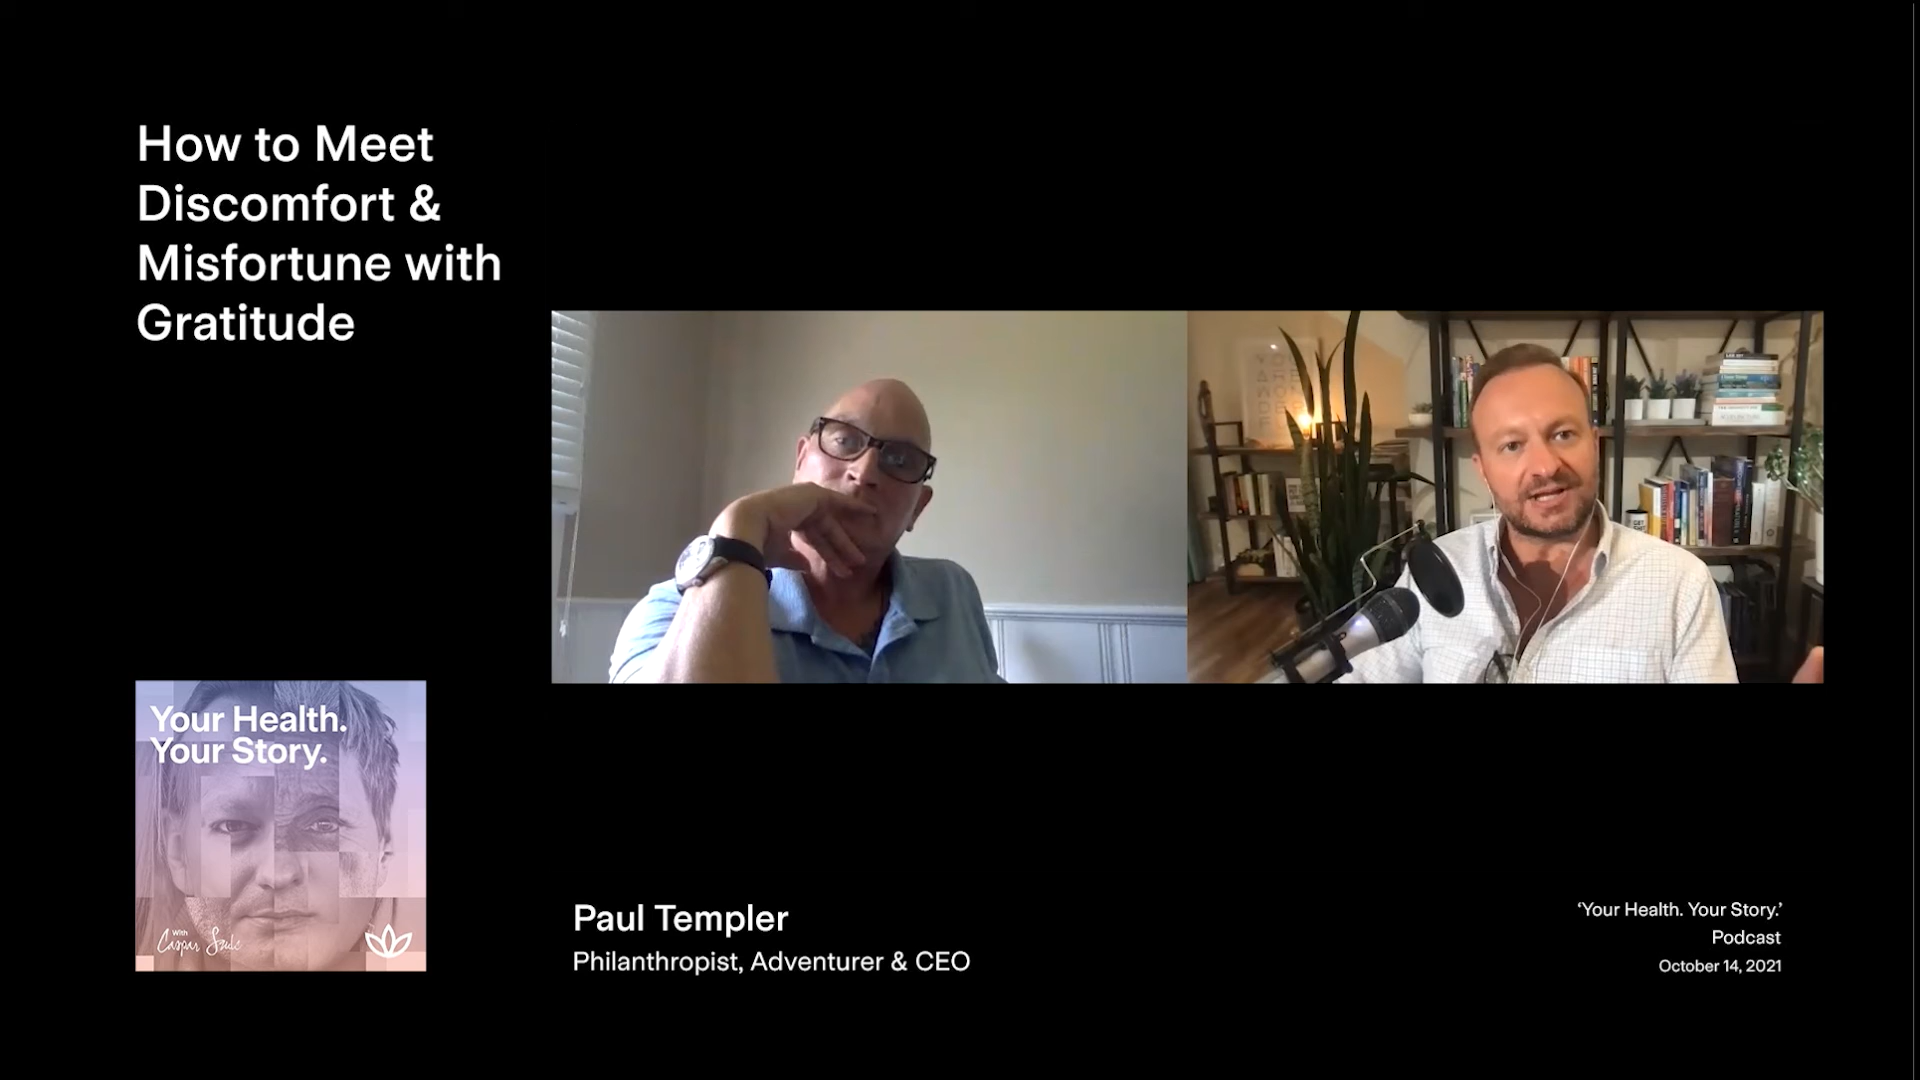 How to Meet
Discomfort &
Misfortune with
Gratitude
Your Health.
Your Story.
With
Paul Templer
Philanthropist, Adventurer & CEO
‘Your Health. Your Story.’
Podcast
October 14, 2021